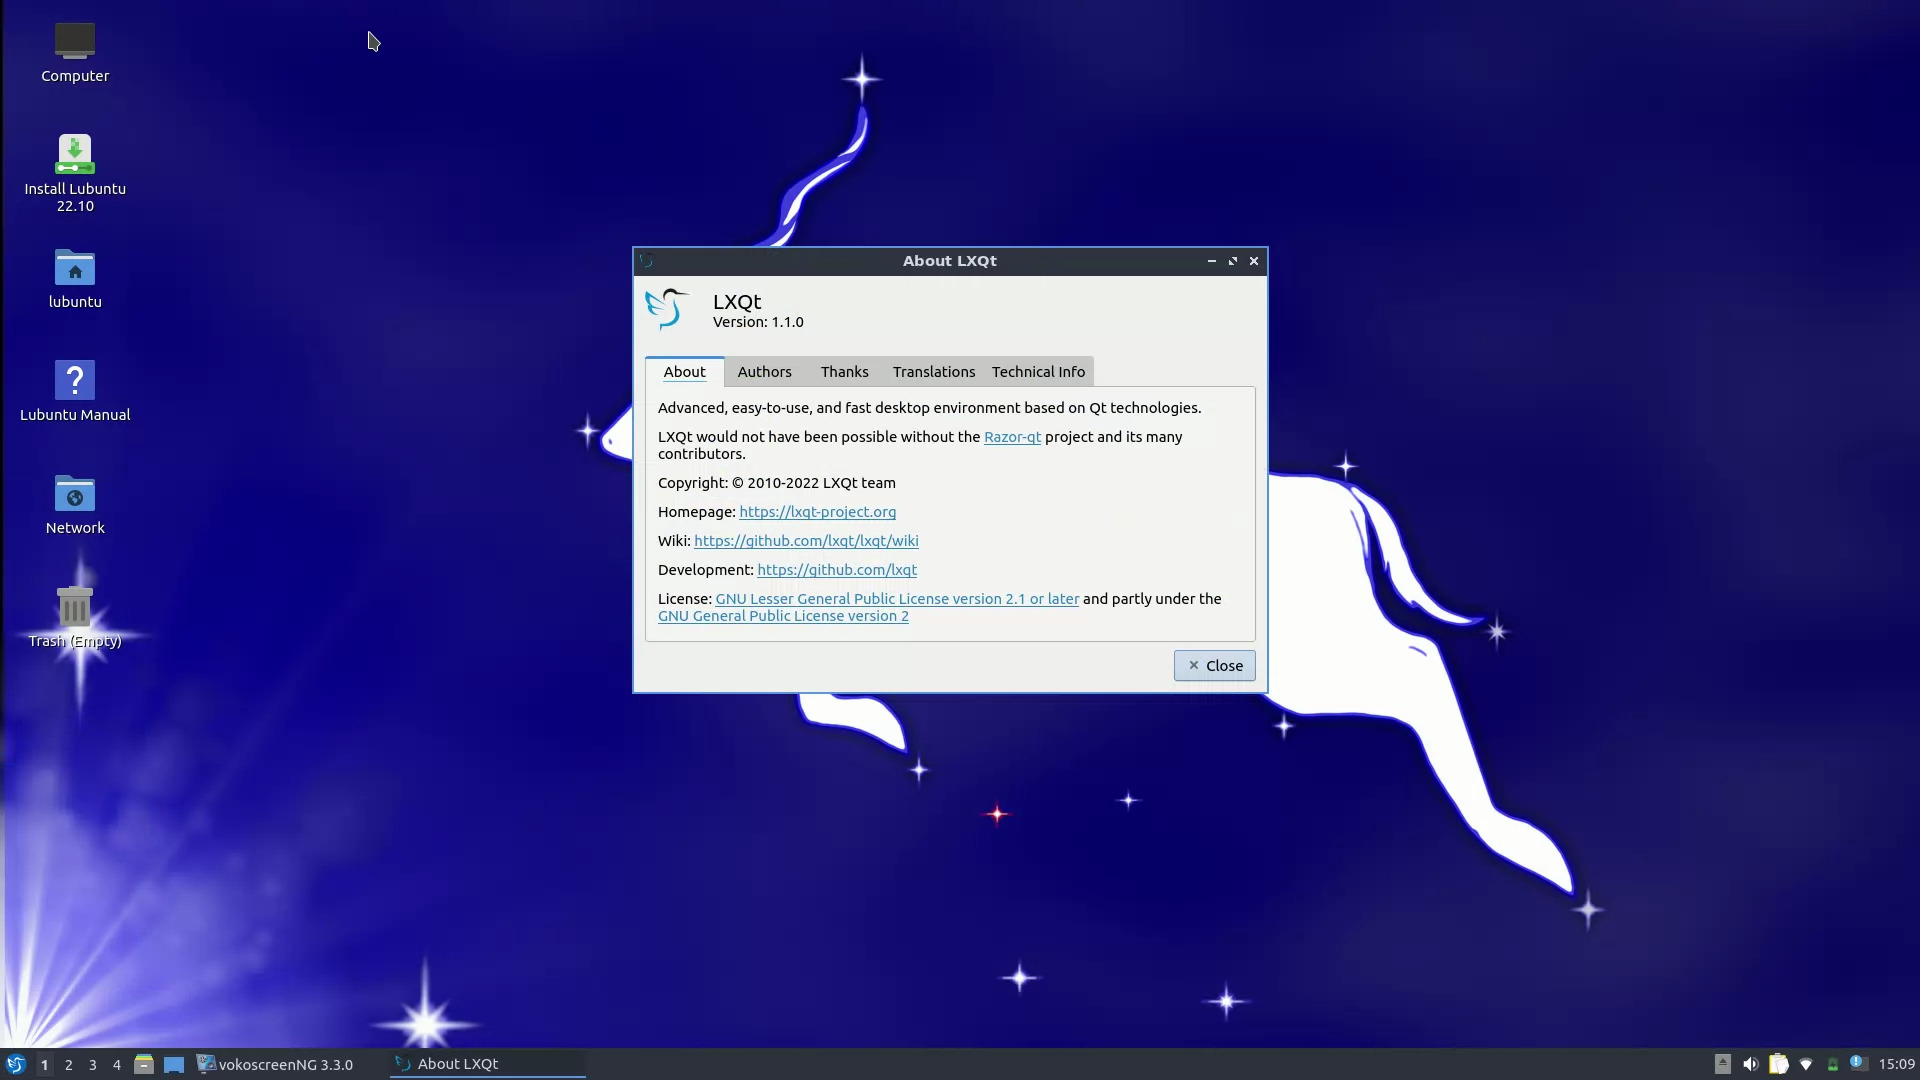 Computer
Install Lubuntu
22.10
lubuntu
Lubuntu Manual
Network
Trash (Empty)
About LXQt
LXQt
Version: 1.1.0
About Authors Thanks Translations Technical Info
Advanced, easy-to-use, and fast desktop environment based on Qt technologies.
LXQt would not have been possible without the Razor-qt project and its many
contributors.
Copyright: © 2010-2022 LXQt team
Homepage: https://lxqt-project.org
Wiki: https://github.com/lxqt/lxqt/wiki
Development: https://github.com/lxqt
License: GNU Lesser General Public License version 2.1 or later and partly under the
GNU General Public License version 2
Close
1 2 3 4 vokoscreenNG 3.3.0 About LXQt 15:09